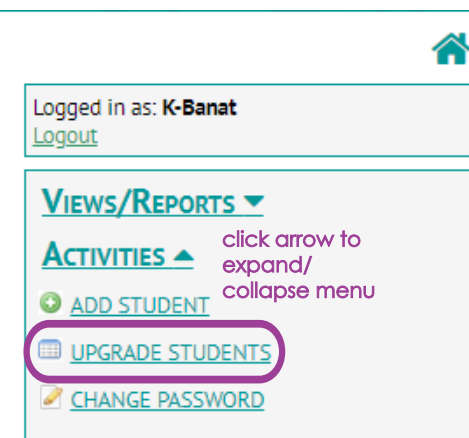 Logged in as: K-Banat
Logout
VIEWS/REPORTS
ACTIVITIES
click arrow to
expand/
collapse menu
ADD STUDENT
UPGRADE STUDENTS
CHANGE PASSWORD